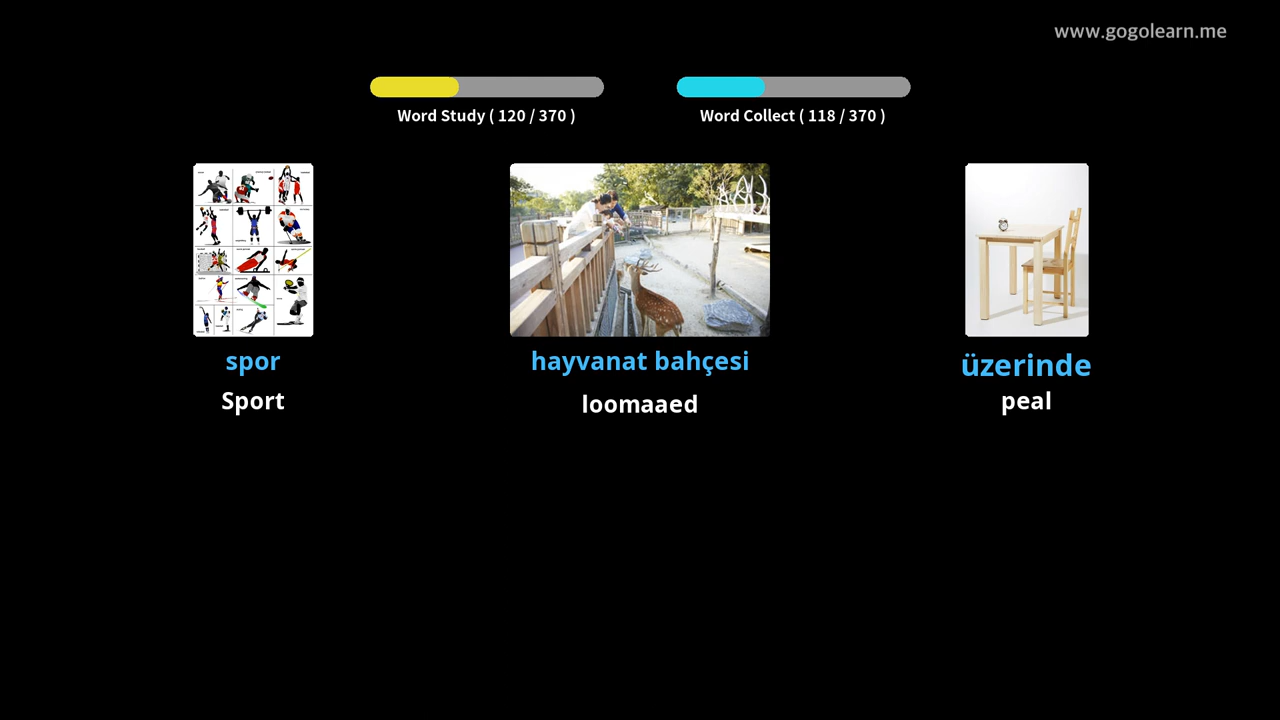 www.gogolearn.me
Word Study ( 120 / 370 )
Word Collect ( 118 / 370 )
spor
hayvanat bahçesi
üzerinde
Sport
loomaaed
peal